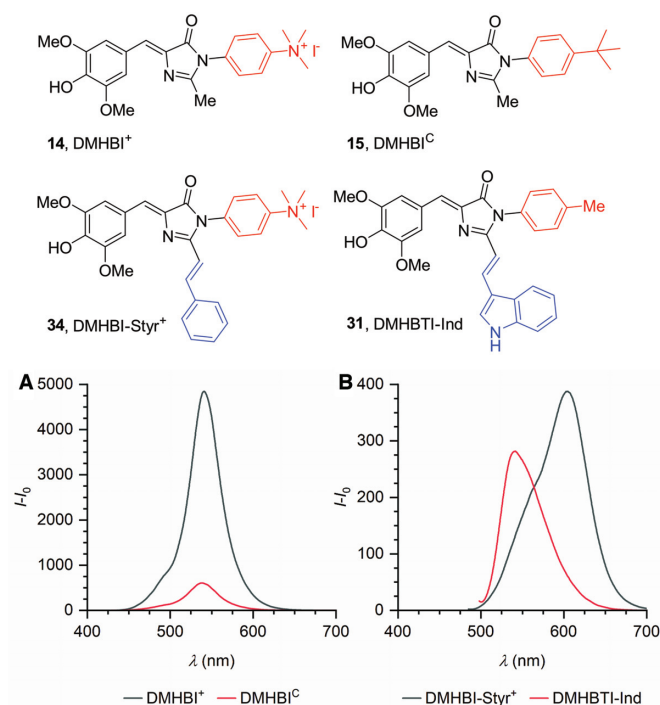 O
MeO
N
N⁺ I⁻
HO
N
OMe
Me
14, DMHBI⁺
O
MeO
N
HO
N
OMe
Me
15, DMHBIᶜ
O
MeO
N
N⁺ I⁻
HO
N
OMe
34, DMHBI-Styr⁺
O
MeO
N
Me
HO
N
OMe
N
H
31, DMHBTI-Ind
A
5000
4000
3000
2000
1000
500
0
I-I₀
400 500 600 700
λ (nm)
DMHBI⁺ DMHBIᶜ
B
400
300
200
100
0
I-I₀
400 500 600 700
λ (nm)
DMHBI-Styr⁺ DMHBTI-Ind